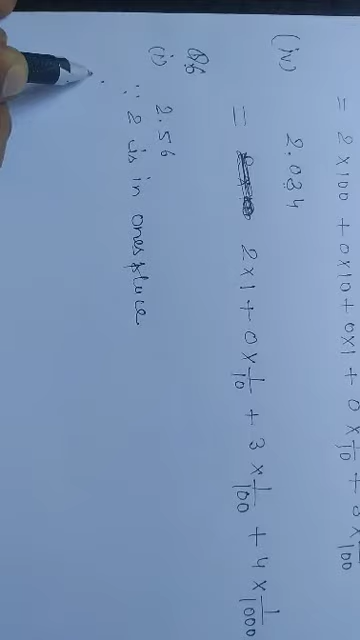 = 2 × 100 + 0 × 10 + 0 × 1 + 0 × 1/10 + 3 × 1/100
(iv) 2.034
= 2 × 1 + 0 × 1/10 + 3 × 1/100 + 4 × 1/1000
Q6
(i) 2.56
∵ 2 is in ones place